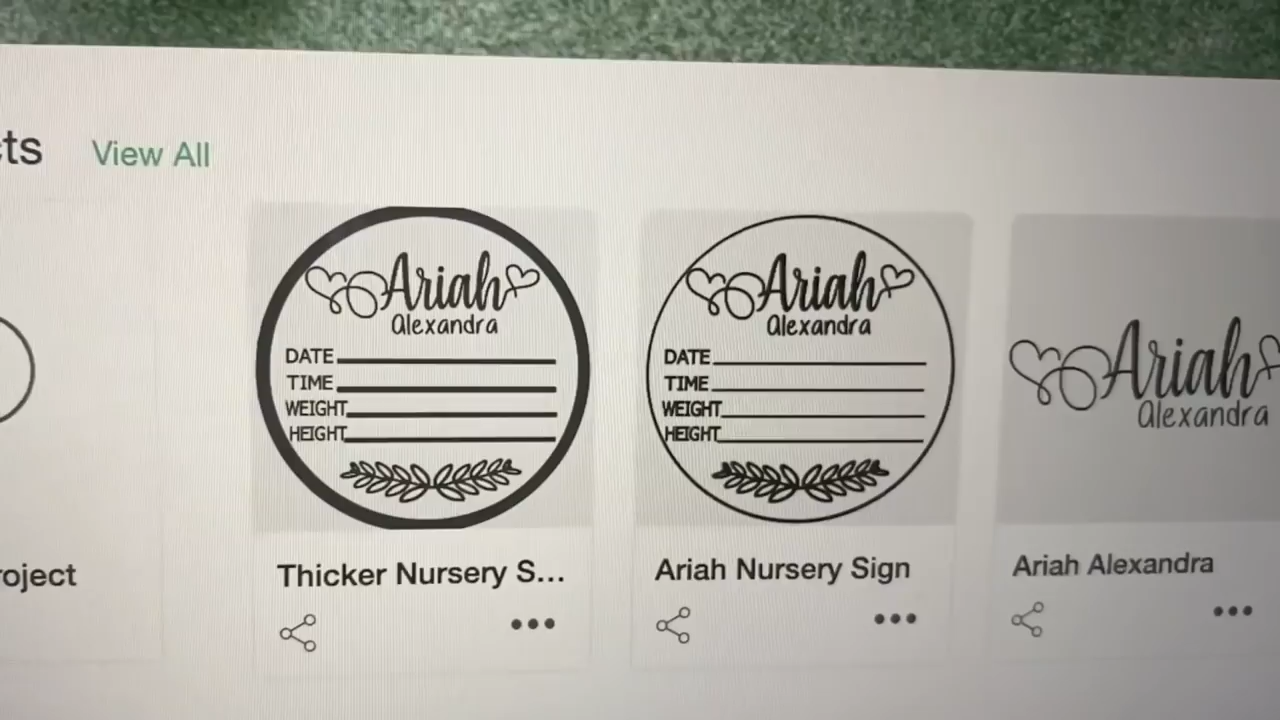 cts View All
Ariah
Alexandra
DATE
TIME
WEIGHT
HEIGHT
Thicker Nursery S...
Ariah
Alexandra
DATE
TIME
WEIGHT
HEIGHT
Ariah Nursery Sign
Ariah
Alexandra
Ariah Alexandra
roject